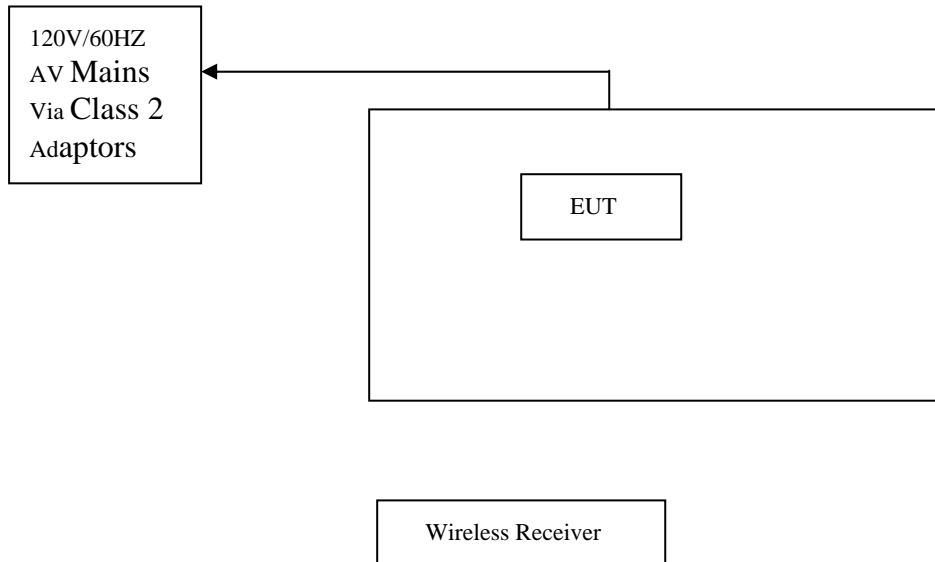 120V/60HZ
AV Mains
Via Class 2
Adaptors
EUT
Wireless Receiver